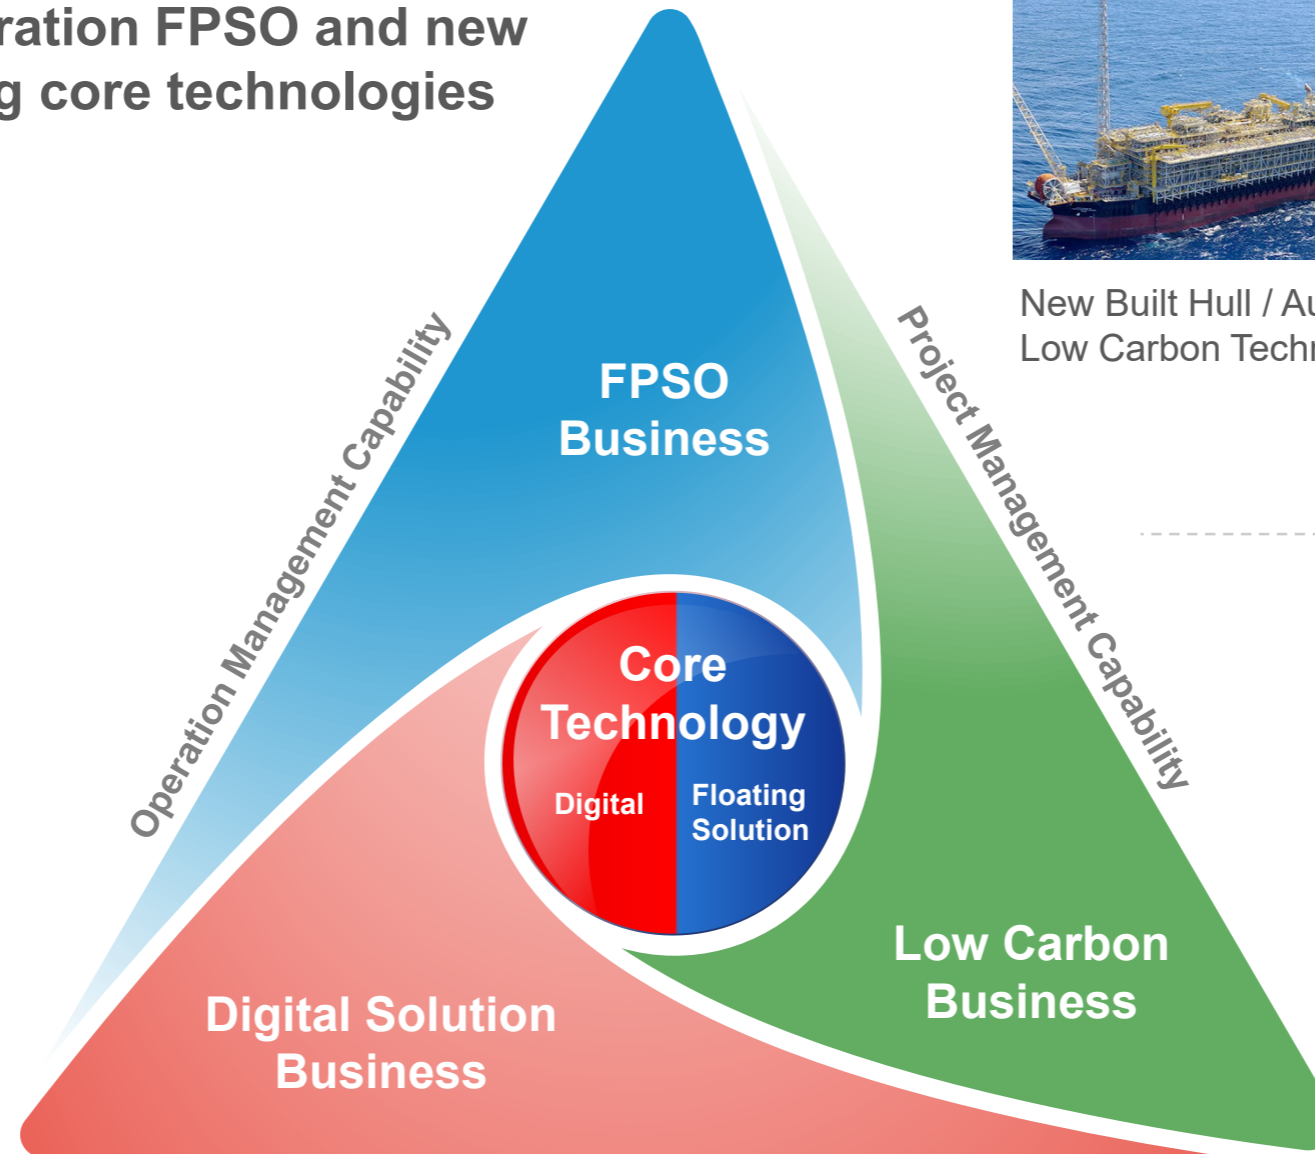 ration FPSO and new
g core technologies
New Built Hull / Au
Low Carbon Techn
Operation Management Capability
Project Management Capability
FPSO
Business
Core
Technology
Digital
Floating
Solution
Low Carbon
Business
Digital Solution
Business